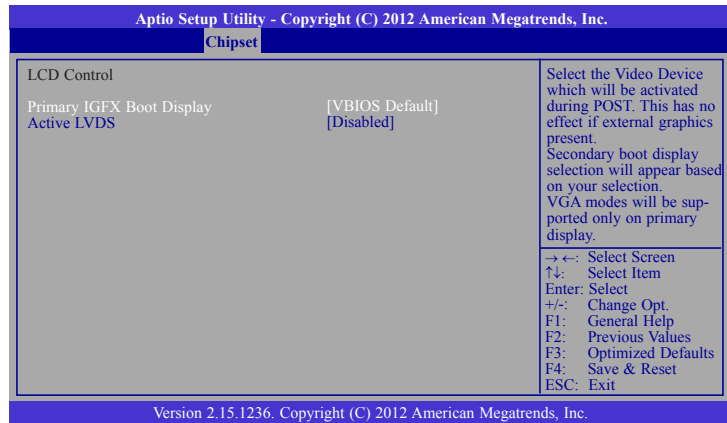 Aptio Setup Utility - Copyright (C) 2012 American Megatrends, Inc.
Chipset
LCD Control
Primary IGFX Boot Display [VBIOS Default]
Active LVDS [Disabled]
Select the Video Device
which will be activated
during POST. This has no
effect if external graphics
present.
Secondary boot display
selection will appear based
on your selection.
VGA modes will be sup-
ported only on primary
display.
→ ←: Select Screen
↑↓: Select Item
Enter: Select
+/-: Change Opt.
F1: General Help
F2: Previous Values
F3: Optimized Defaults
F4: Save & Reset
ESC: Exit
Version 2.15.1236. Copyright (C) 2012 American Megatrends, Inc.